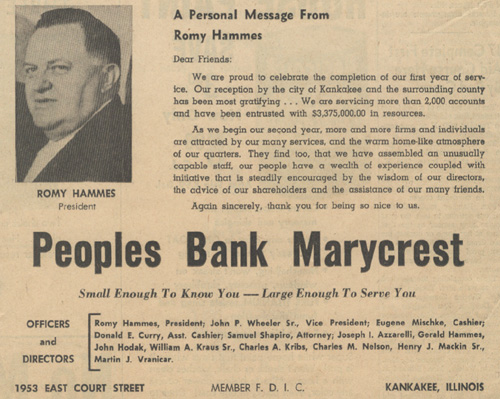 A Personal Message From
Romy Hammes
Dear Friends:
We are proud to celebrate the completion of our first year of serv-
ice. Our reception by the city of Kankakee and the surrounding county
has been most gratifying . . . We are servicing more than 2,000 accounts
and have been entrusted with $3,375,000.00 in resources.
As we begin our second year, more and more firms and individuals
are attracted by our many services, and the warm home-like atmosphere
of our quarters. They find too, that we have assembled an unusually
capable staff, our people have a wealth of experience coupled with
initiative that is steadily encouraged by the wisdom of our directors,
the advice of our shareholders and the assistance of our many friends.
Again sincerely, thank you for being so nice to us.
ROMY HAMMES
President
Peoples Bank Marycrest
Small Enough To Know You — Large Enough To Serve You
OFFICERS
and
DIRECTORS
Romy Hammes, President; John P. Wheeler Sr., Vice President; Eugene Mischke, Cashier;
Donald E. Curry, Asst. Cashier; Samuel Shapiro, Attorney; Joseph I. Azzarelli, Gerald Hammes,
John Hodak, William A. Kraus Sr., Charles A. Kribs, Charles M. Nelson, Henry J. Mackin Sr.,
Martin J. Vranicar.
1953 EAST COURT STREET MEMBER F. D. I. C. KANKAKEE, ILLINOIS